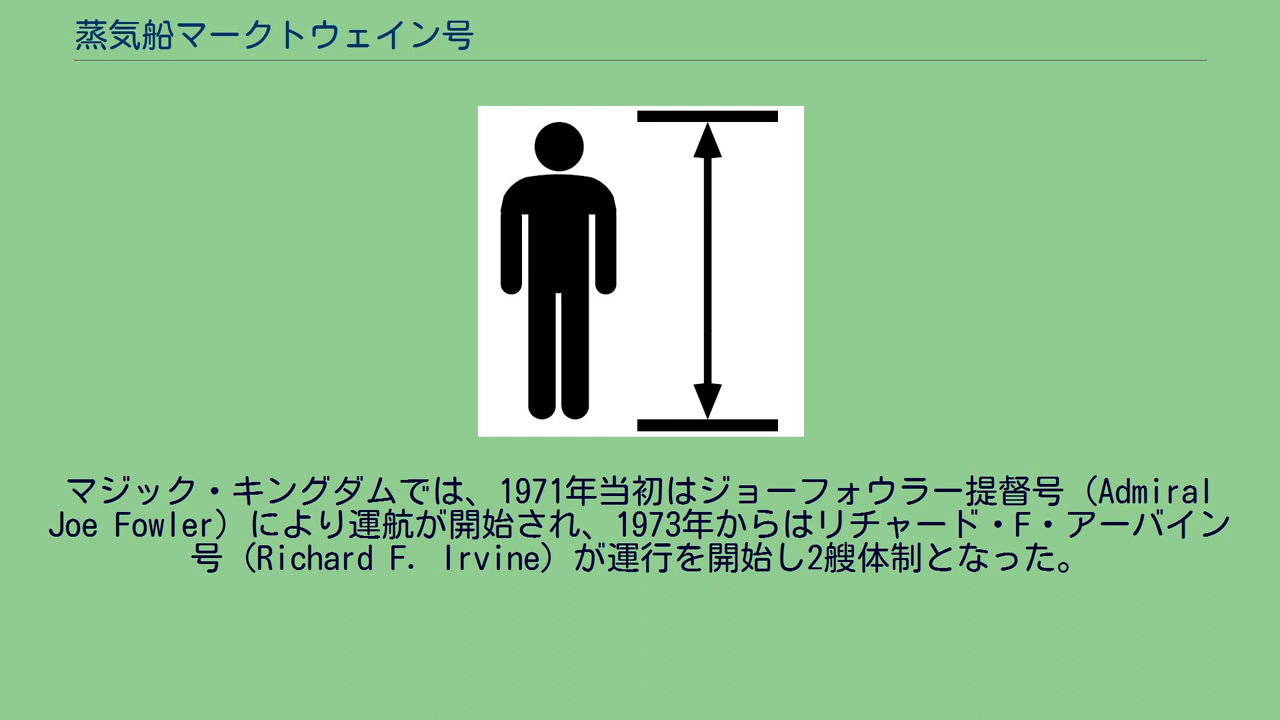 蒸気船マークトウェイン号
マジック・キングダムでは、1971年当初はジョーフォウラー提督号（Admiral
Joe Fowler）により運航が開始され、1973年からはリチャード・F・アーバイン
号（Richard F. Irvine）が運行を開始し2艘体制となった。